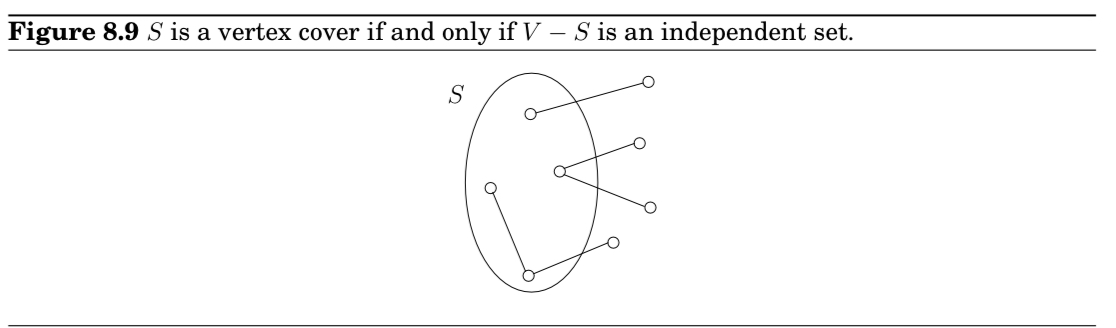 Figure 8.9 S is a vertex cover if and only if V − S is an independent set.
S